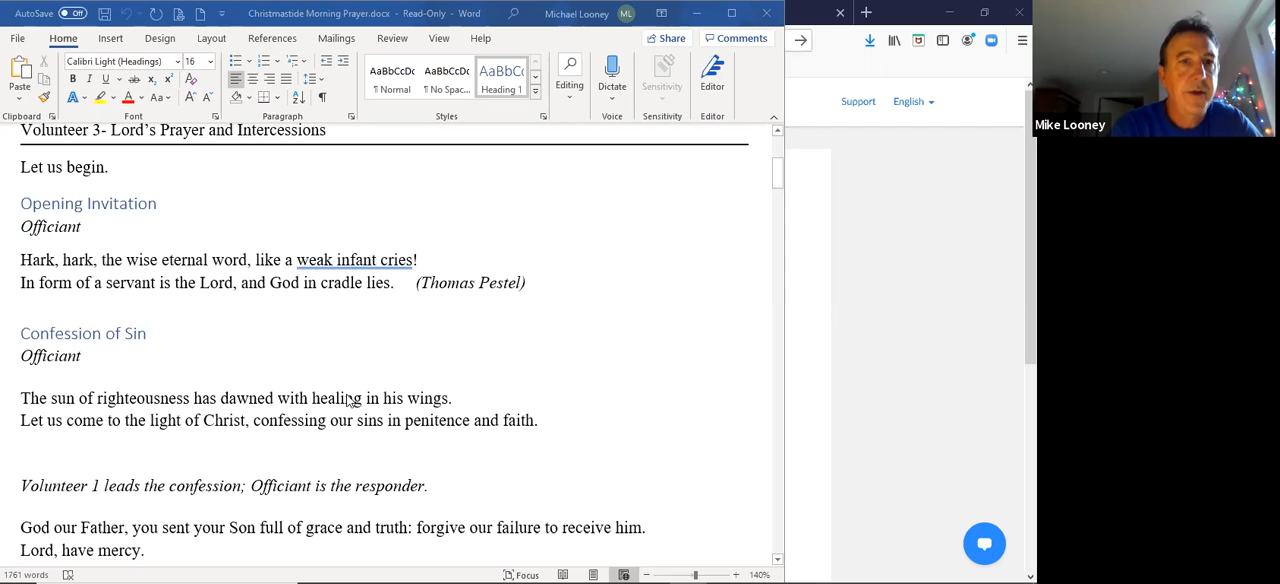 AutoSave Off Christmastide Morning Prayer.docx - Read-Only - Word Michael Looney ML
File Home Insert Design Layout References Mailings Review View Help Share Comments
Calibri Light (Headings) 16
Paste
B I U ab x₂ x²
A A Aa A A
AaBbCcDc AaBbCcDc AaBbCc
¶ Normal ¶ No Spac... Heading 1
Editing Dictate Sensitivity Editor
Clipboard Font Paragraph Styles Voice Sensitivity Editor
Support English
Mike Looney
Volunteer 3- Lord's Prayer and Intercessions
Let us begin.
Opening Invitation
Officiant
Hark, hark, the wise eternal word, like a weak infant cries!
In form of a servant is the Lord, and God in cradle lies. (Thomas Pestel)
Confession of Sin
Officiant
The sun of righteousness has dawned with healing in his wings.
Let us come to the light of Christ, confessing our sins in penitence and faith.
Volunteer 1 leads the confession; Officiant is the responder.
God our Father, you sent your Son full of grace and truth: forgive our failure to receive him.
Lord, have mercy.
1761 words Focus 140%